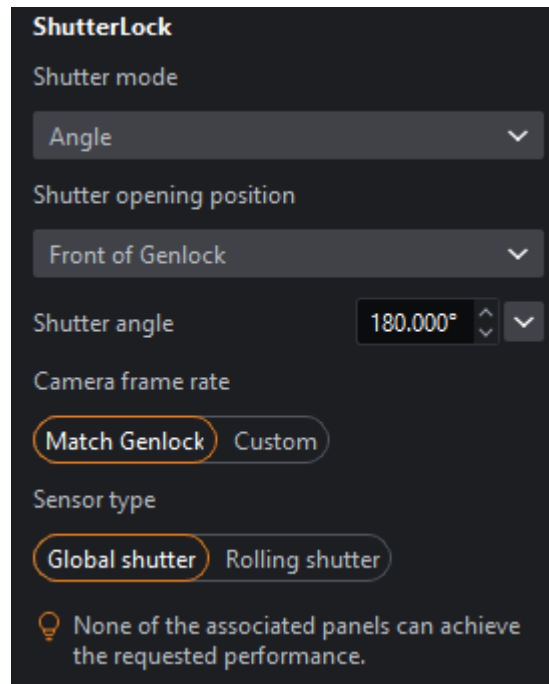 ShutterLock
Shutter mode
Angle
Shutter opening position
Front of Genlock
Shutter angle 180.000°
Camera frame rate
Match Genlock Custom
Sensor type
Global shutter Rolling shutter
None of the associated panels can achieve
the requested performance.